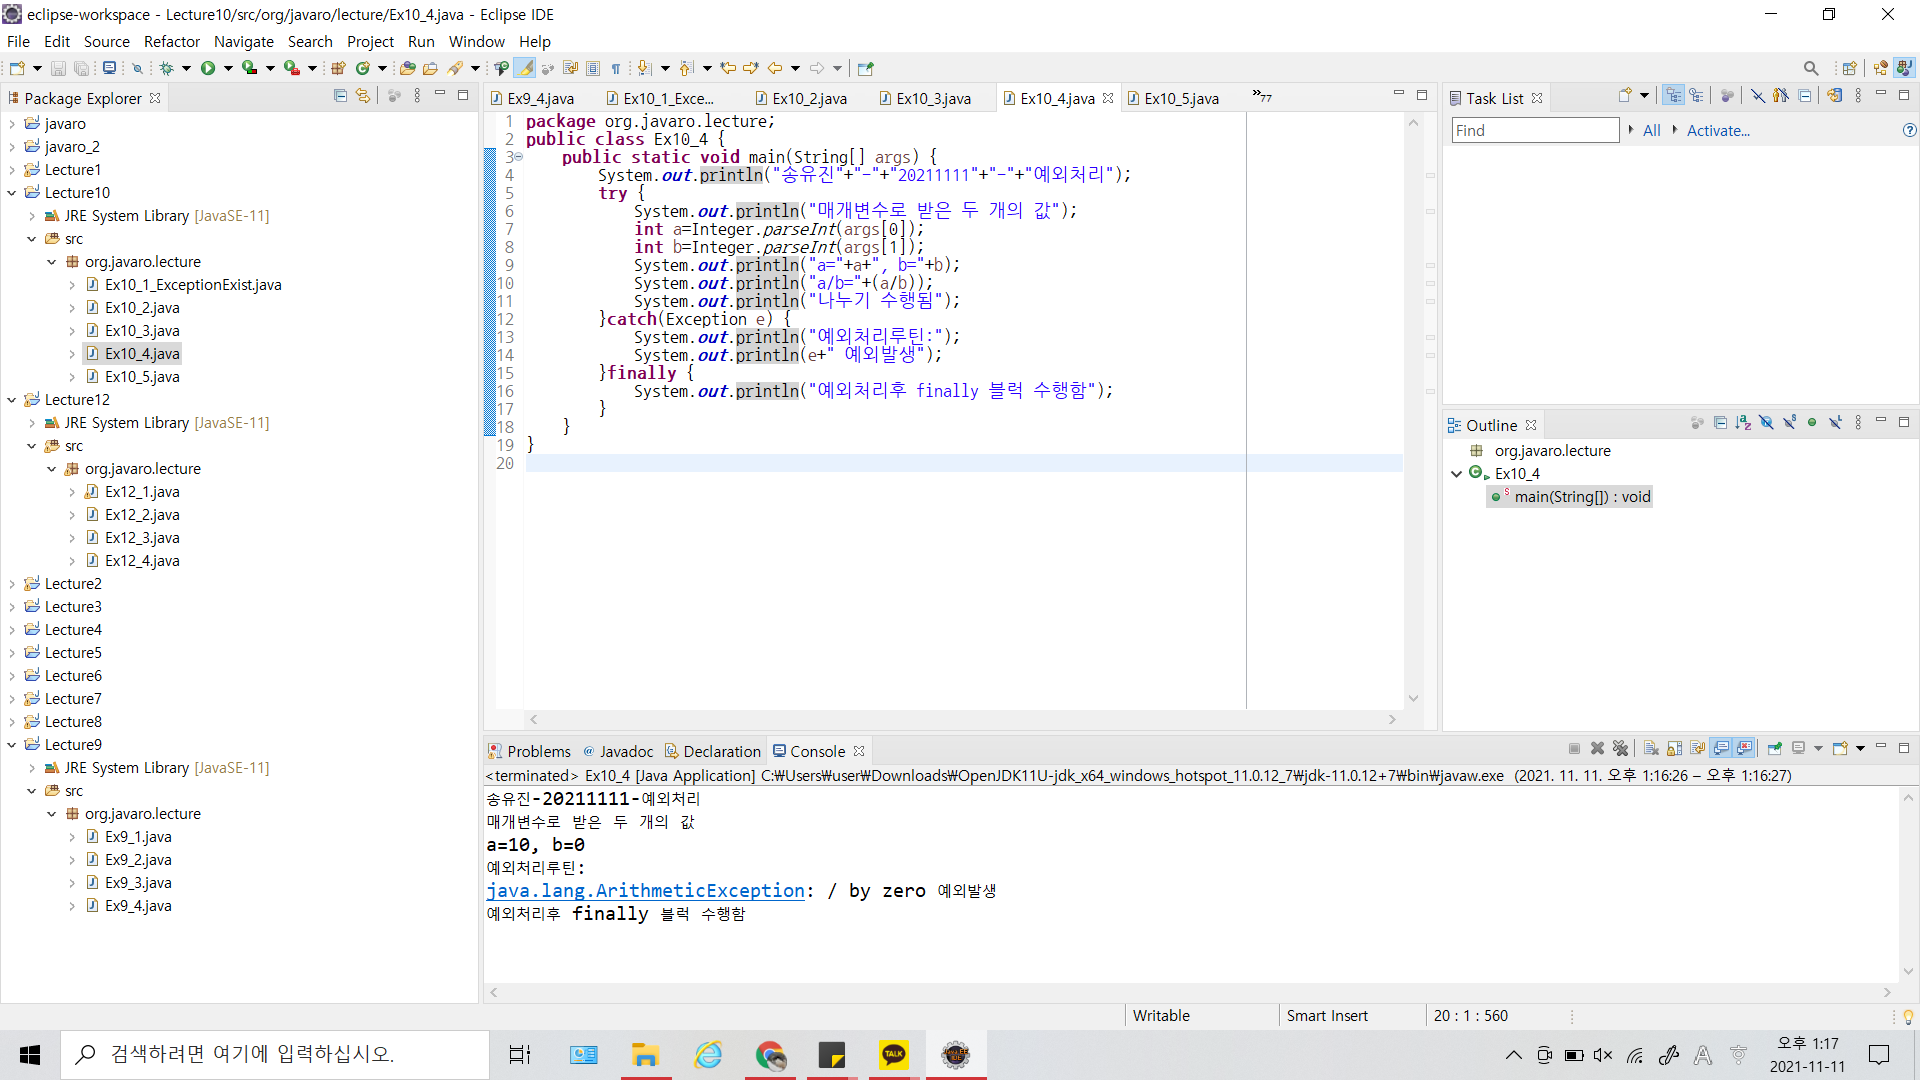 eclipse-workspace - Lecture10/src/org/javaro/lecture/Ex10_4.java - Eclipse IDE
File Edit Source Refactor Navigate Search Project Run Window Help
Package Explorer
javaro
javaro_2
Lecture1
Lecture10
JRE System Library [JavaSE-11]
src
org.javaro.lecture
Ex10_1_ExceptionExist.java
Ex10_2.java
Ex10_3.java
Ex10_4.java
Ex10_5.java
Lecture12
JRE System Library [JavaSE-11]
src
org.javaro.lecture
Ex12_1.java
Ex12_2.java
Ex12_3.java
Ex12_4.java
Lecture2
Lecture3
Lecture4
Lecture5
Lecture6
Lecture7
Lecture8
Lecture9
JRE System Library [JavaSE-11]
src
org.javaro.lecture
Ex9_1.java
Ex9_2.java
Ex9_3.java
Ex9_4.java
Ex9_4.java Ex10_1_Exce... Ex10_2.java Ex10_3.java Ex10_4.java Ex10_5.java »77
1 package org.javaro.lecture;
2 public class Ex10_4 {
3 public static void main(String[] args) {
4 System.out.println("송유진"+"-"+"20211111"+"-"+"예외처리");
5 try {
6 System.out.println("매개변수로 받은 두 개의 값");
7 int a=Integer.parseInt(args[0]);
8 int b=Integer.parseInt(args[1]);
9 System.out.println("a="+a+", b="+b);
10 System.out.println("a/b="+(a/b));
11 System.out.println("나누기 수행됨");
12 }catch(Exception e) {
13 System.out.println("예외처리루틴:");
14 System.out.println(e+" 예외발생");
15 }finally {
16 System.out.println("예외처리후 finally 블럭 수행함");
17 }
18 }
19 }
20
Task List
Find All Activate...
Outline
org.javaro.lecture
Ex10_4
main(String[]) : void
Problems @ Javadoc Declaration Console
<terminated> Ex10_4 [Java Application] C:₩Users₩user₩Downloads₩OpenJDK11U-jdk_x64_windows_hotspot_11.0.12_7₩jdk-11.0.12+7₩bin₩javaw.exe (2021. 11. 11. 오후 1:16:26 – 오후 1:16:27)
송유진-20211111-예외처리
매개변수로 받은 두 개의 값
a=10, b=0
예외처리루틴:
java.lang.ArithmeticException: / by zero 예외발생
예외처리후 finally 블럭 수행함
Writable Smart Insert 20 : 1 : 560
검색하려면 여기에 입력하십시오.
TALK
오후 1:17
2021-11-11